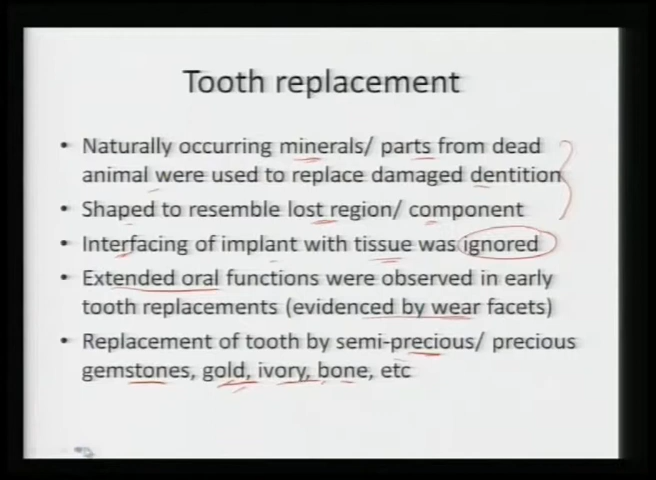 Tooth replacement
• Naturally occurring minerals/ parts from dead
animal were used to replace damaged dentition
• Shaped to resemble lost region/ component
• Interfacing of implant with tissue was ignored
• Extended oral functions were observed in early
tooth replacements (evidenced by wear facets)
• Replacement of tooth by semi-precious/ precious
gemstones, gold, ivory, bone, etc